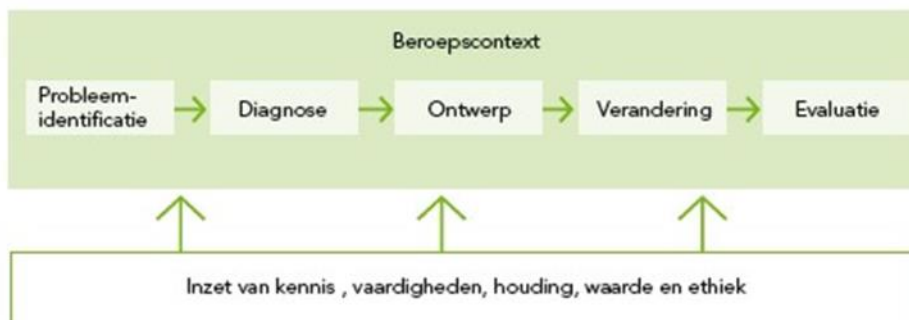 Beroepscontext
Probleem-
identificatie
Diagnose
Ontwerp
Verandering
Evaluatie
Inzet van kennis , vaardigheden, houding, waarde en ethiek